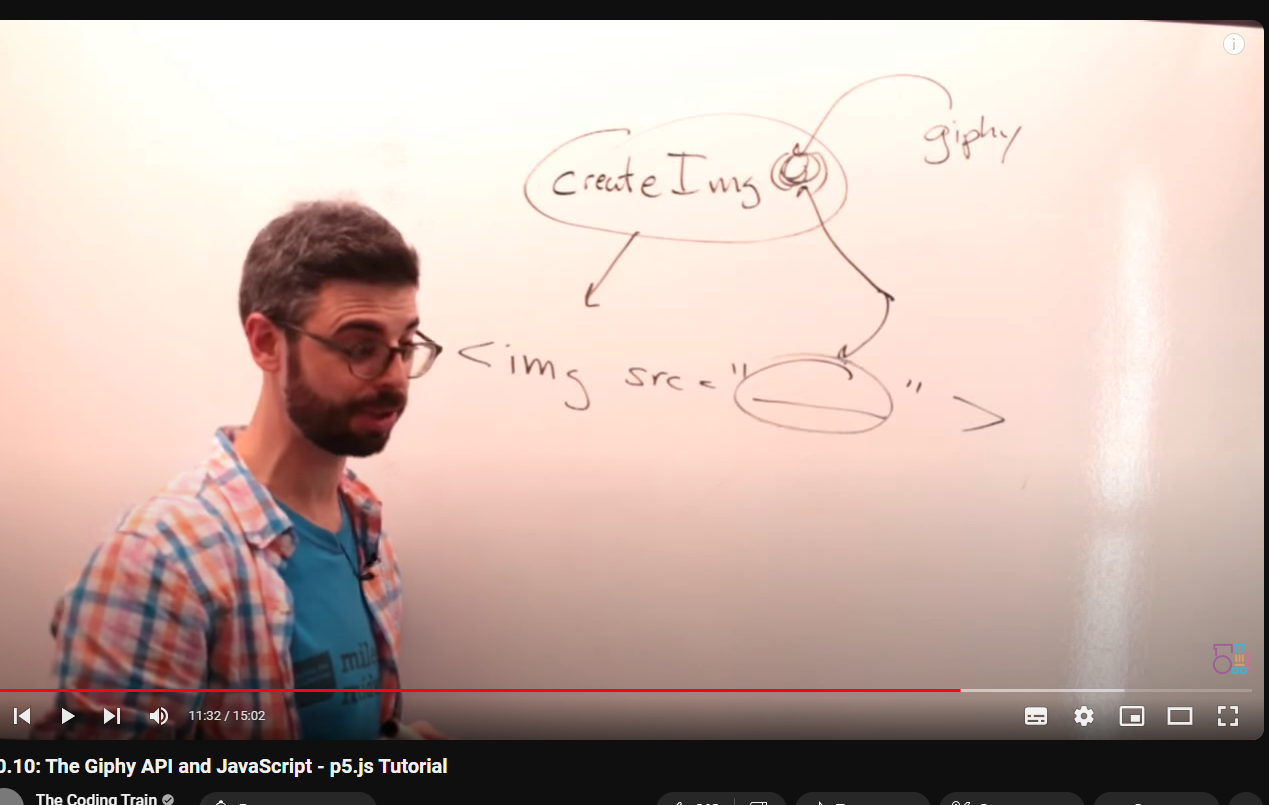 giphy
createImg
<img src="
">
mil
11:32 / 15:02
0.10: The Giphy API and JavaScript - p5.js Tutorial
The Coding Train